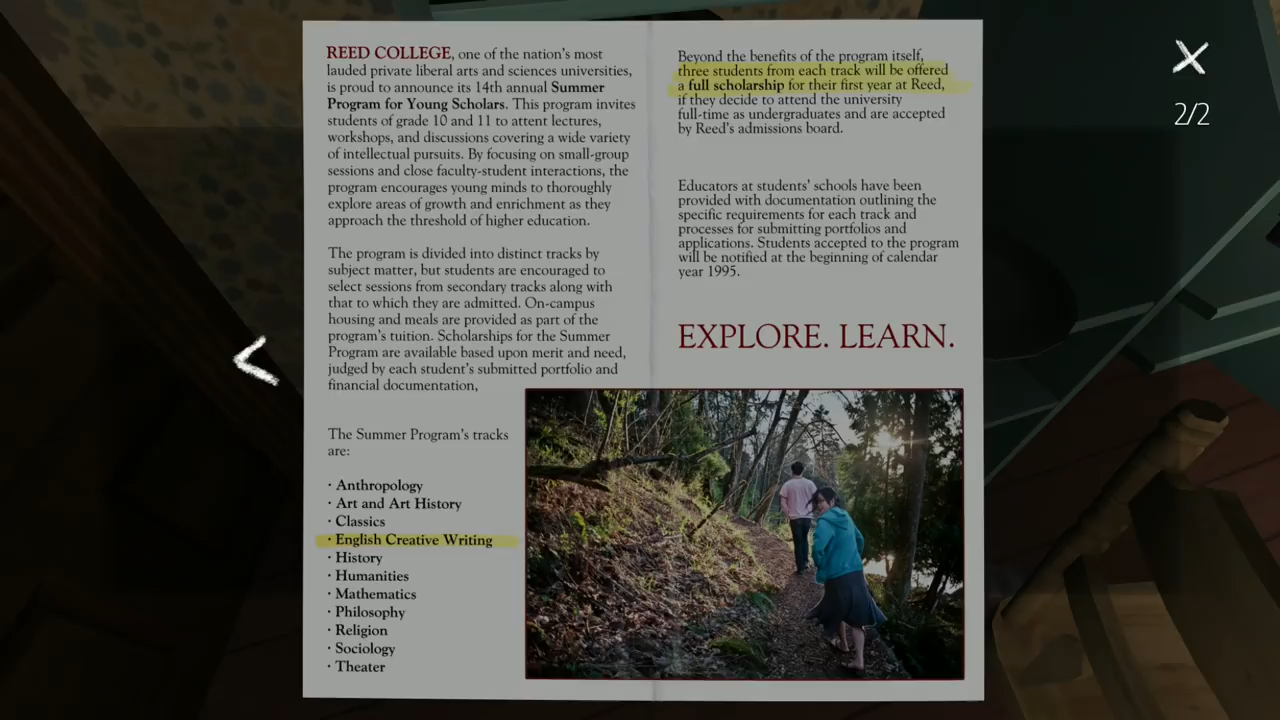 REED COLLEGE, one of the nation's most
lauded private liberal arts and sciences universities,
is proud to announce its 14th annual Summer
Program for Young Scholars. This program invites
students of grade 10 and 11 to attent lectures,
workshops, and discussions covering a wide variety
of intellectual pursuits. By focusing on small-group
sessions and close faculty-student interactions, the
program encourages young minds to thoroughly
explore areas of growth and enrichment as they
approach the threshold of higher education.
The program is divided into distinct tracks by
subject matter, but students are encouraged to
select sessions from secondary tracks along with
that to which they are admitted. On-campus
housing and meals are provided as part of the
program's tuition. Scholarships for the Summer
Program are available based upon merit and need,
judged by each student's submitted portfolio and
financial documentation,
The Summer Program's tracks
are:
· Anthropology
· Art and Art History
· Classics
· English Creative Writing
· History
· Humanities
· Mathematics
· Philosophy
· Religion
· Sociology
· Theater
Beyond the benefits of the program itself,
three students from each track will be offered
a full scholarship for their first year at Reed,
if they decide to attend the university
full-time as undergraduates and are accepted
by Reed's admissions board.
Educators at students' schools have been
provided with documentation outlining the
specific requirements for each track and
processes for submitting portfolios and
applications. Students accepted to the program
will be notified at the beginning of calendar
year 1995.
EXPLORE. LEARN.
2/2